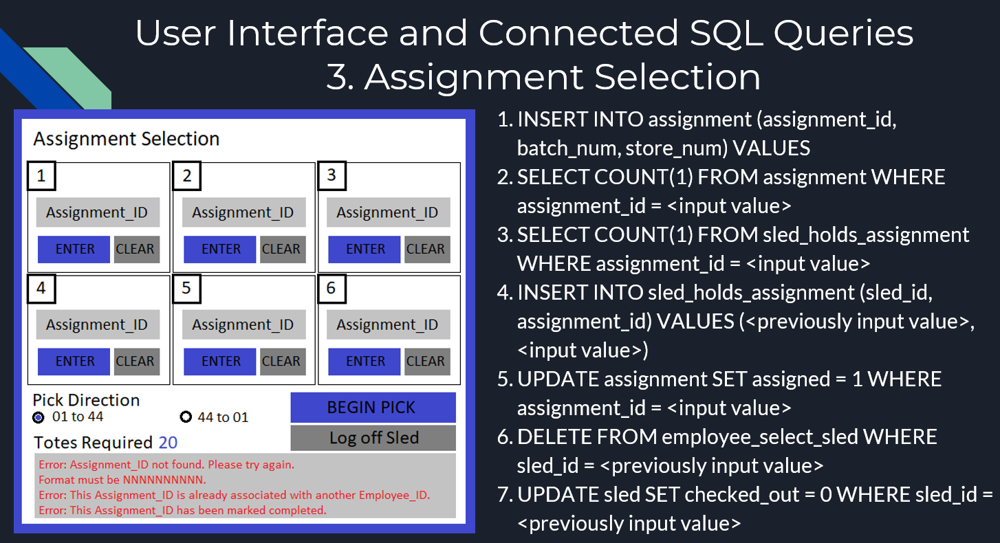 User Interface and Connected SQL Queries
3. Assignment Selection
Assignment Selection
1
2
3
Assignment_ID
Assignment_ID
Assignment_ID
ENTER CLEAR
ENTER CLEAR
ENTER CLEAR
4
5
6
Assignment_ID
Assignment_ID
Assignment_ID
ENTER CLEAR
ENTER CLEAR
ENTER CLEAR
Pick Direction
01 to 44
44 to 01
BEGIN PICK
Log off Sled
Totes Required 20
Error: Assignment_ID not found. Please try again.
Format must be NNNNNNNNNN.
Error: This Assignment_ID is already associated with another Employee_ID.
Error: This Assignment_ID has been marked completed.
1. INSERT INTO assignment (assignment_id,
batch_num, store_num) VALUES
2. SELECT COUNT(1) FROM assignment WHERE
assignment_id = <input value>
3. SELECT COUNT(1) FROM sled_holds_assignment
WHERE assignment_id = <input value>
4. INSERT INTO sled_holds_assignment (sled_id,
assignment_id) VALUES (<previously input value>,
<input value>)
5. UPDATE assignment SET assigned = 1 WHERE
assignment_id = <input value>
6. DELETE FROM employee_select_sled WHERE
sled_id = <previously input value>
7. UPDATE sled SET checked_out = 0 WHERE sled_id =
<previously input value>